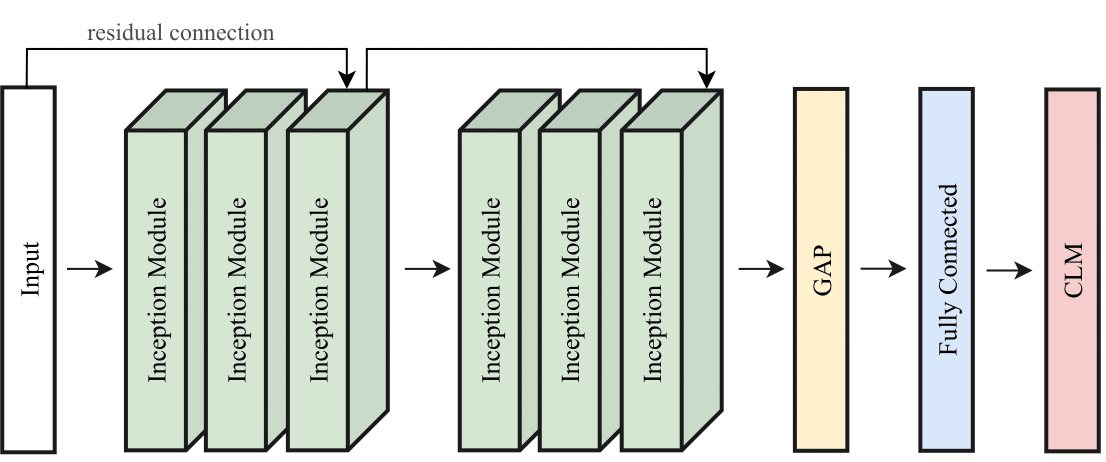 residual connection
Input
Inception Module
Inception Module
Inception Module
Inception Module
Inception Module
Inception Module
GAP
Fully Connected
CLM